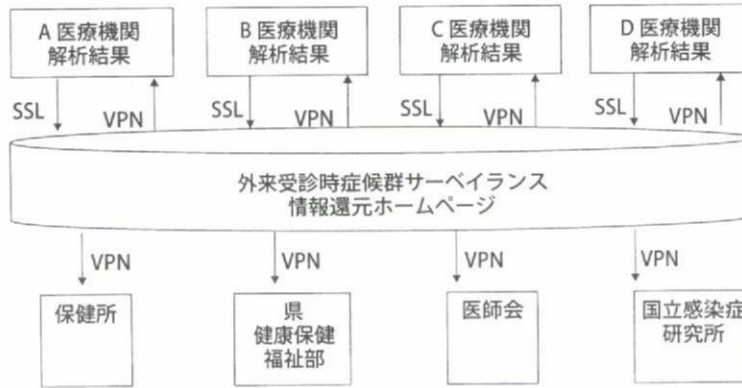 A 医療機関
解析結果
B 医療機関
解析結果
C 医療機関
解析結果
D 医療機関
解析結果
SSL
VPN
SSL
VPN
SSL
VPN
SSL
VPN
外来受診時症候群サーベイランス
情報還元ホームページ
VPN
VPN
VPN
VPN
保健所
県
健康保健
福祉部
医師会
国立感染症
研究所